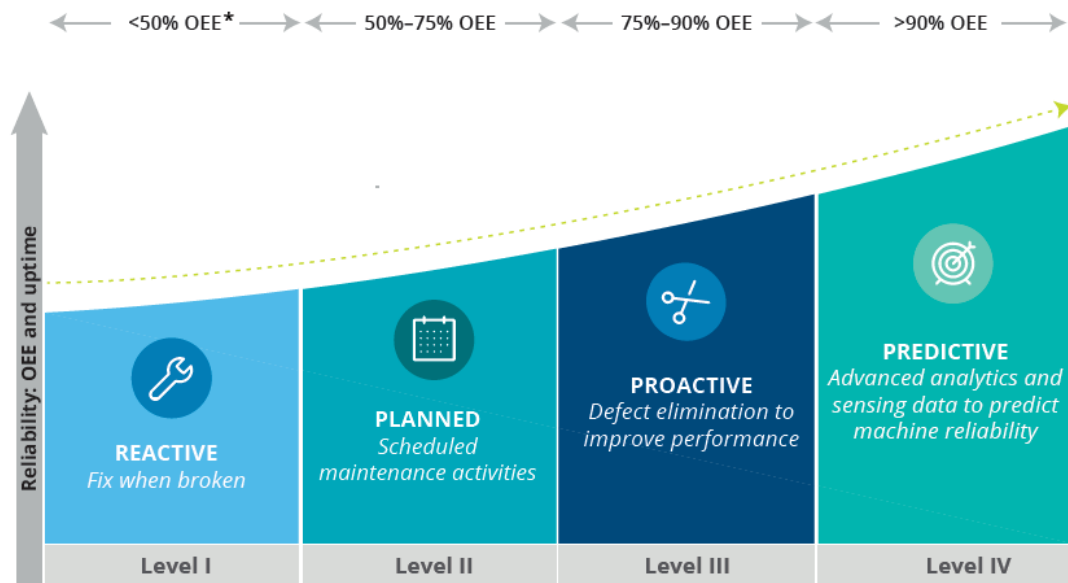 <50% OEE*
50%–75% OEE
75%–90% OEE
>90% OEE
Reliability: OEE and uptime
REACTIVE
Fix when broken
PLANNED
Scheduled
maintenance activities
PROACTIVE
Defect elimination to
improve performance
PREDICTIVE
Advanced analytics and
sensing data to predict
machine reliability
Level I
Level II
Level III
Level IV